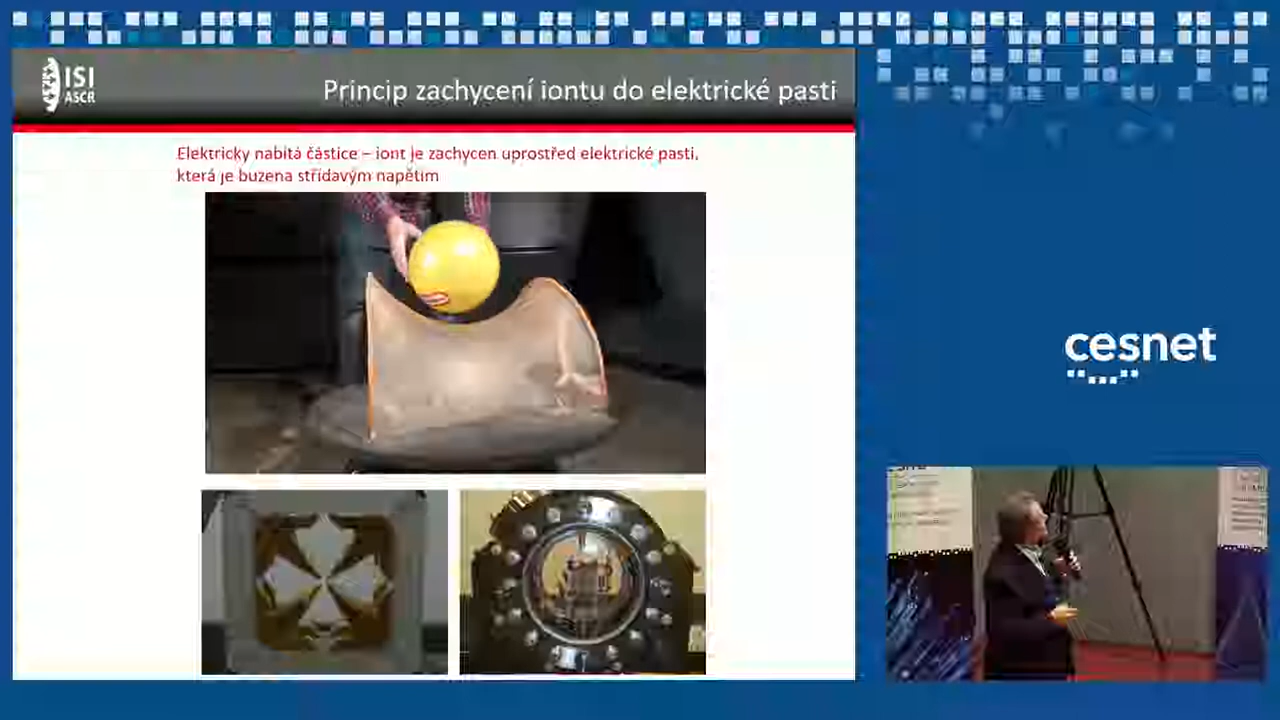 ISI
ASCR
Princip zachycení iontu do elektrické pasti
Elektricky nabitá částice – iont je zachycen uprostřed elektrické pasti,
která je buzena střídavým napětím
cesnet